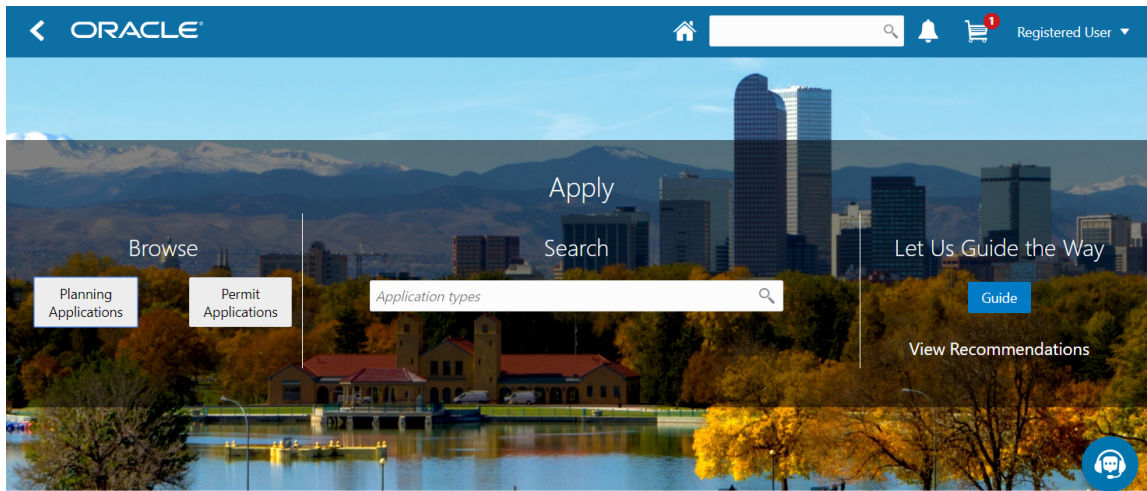 ORACLE
1
Registered User
Apply
Browse
Search
Let Us Guide the Way
Planning
Applications
Permit
Applications
Application types
Guide
View Recommendations